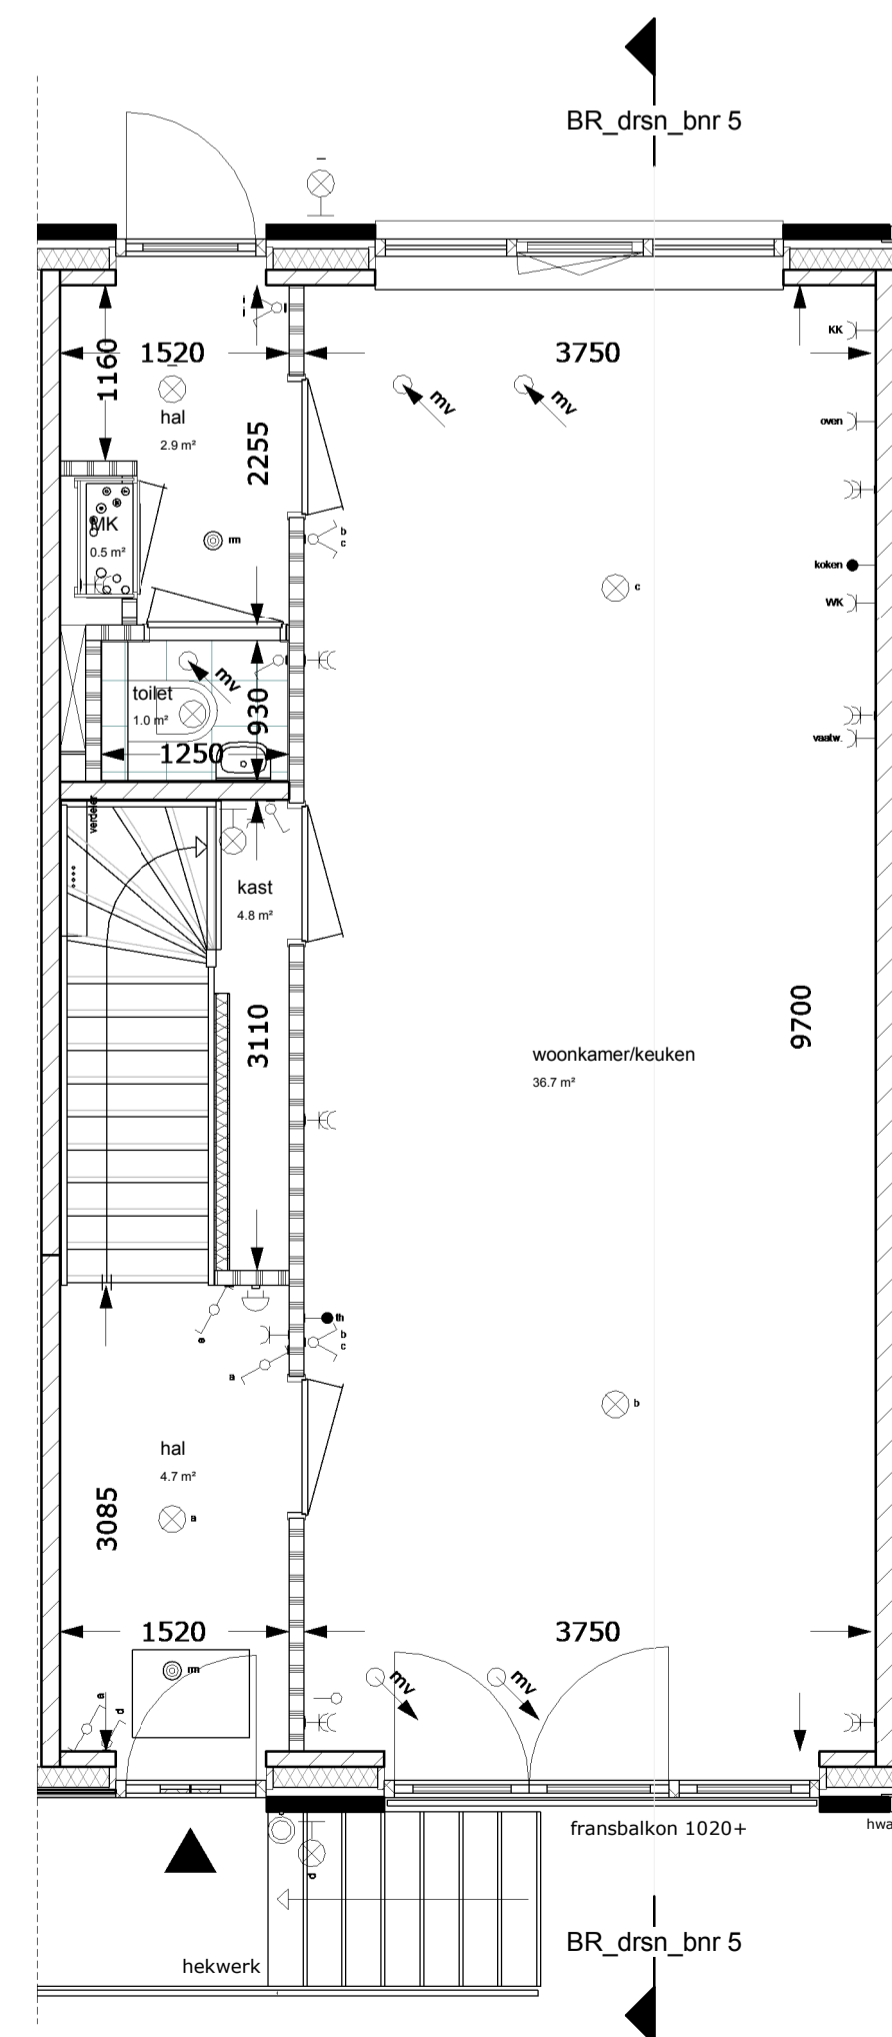 BR_drsn_bnr 5
1520
3750
1160
KK
hal
2.9 m²
mv
mv
oven
2255
MK
0.5 m²
rm
b
c
koken
c
WK
toilet
1.0 m²
mv
930
1250
vaatw.
verdeler
kast
4.8 m²
3110
9700
woonkamer/keuken
36.7 m²
th
b
c
e
a
b
hal
4.7 m²
a
3085
1520
3750
rm
mv
mv
a
d
fransbalkon 1020+
hwa
d
hekwerk
BR_drsn_bnr 5